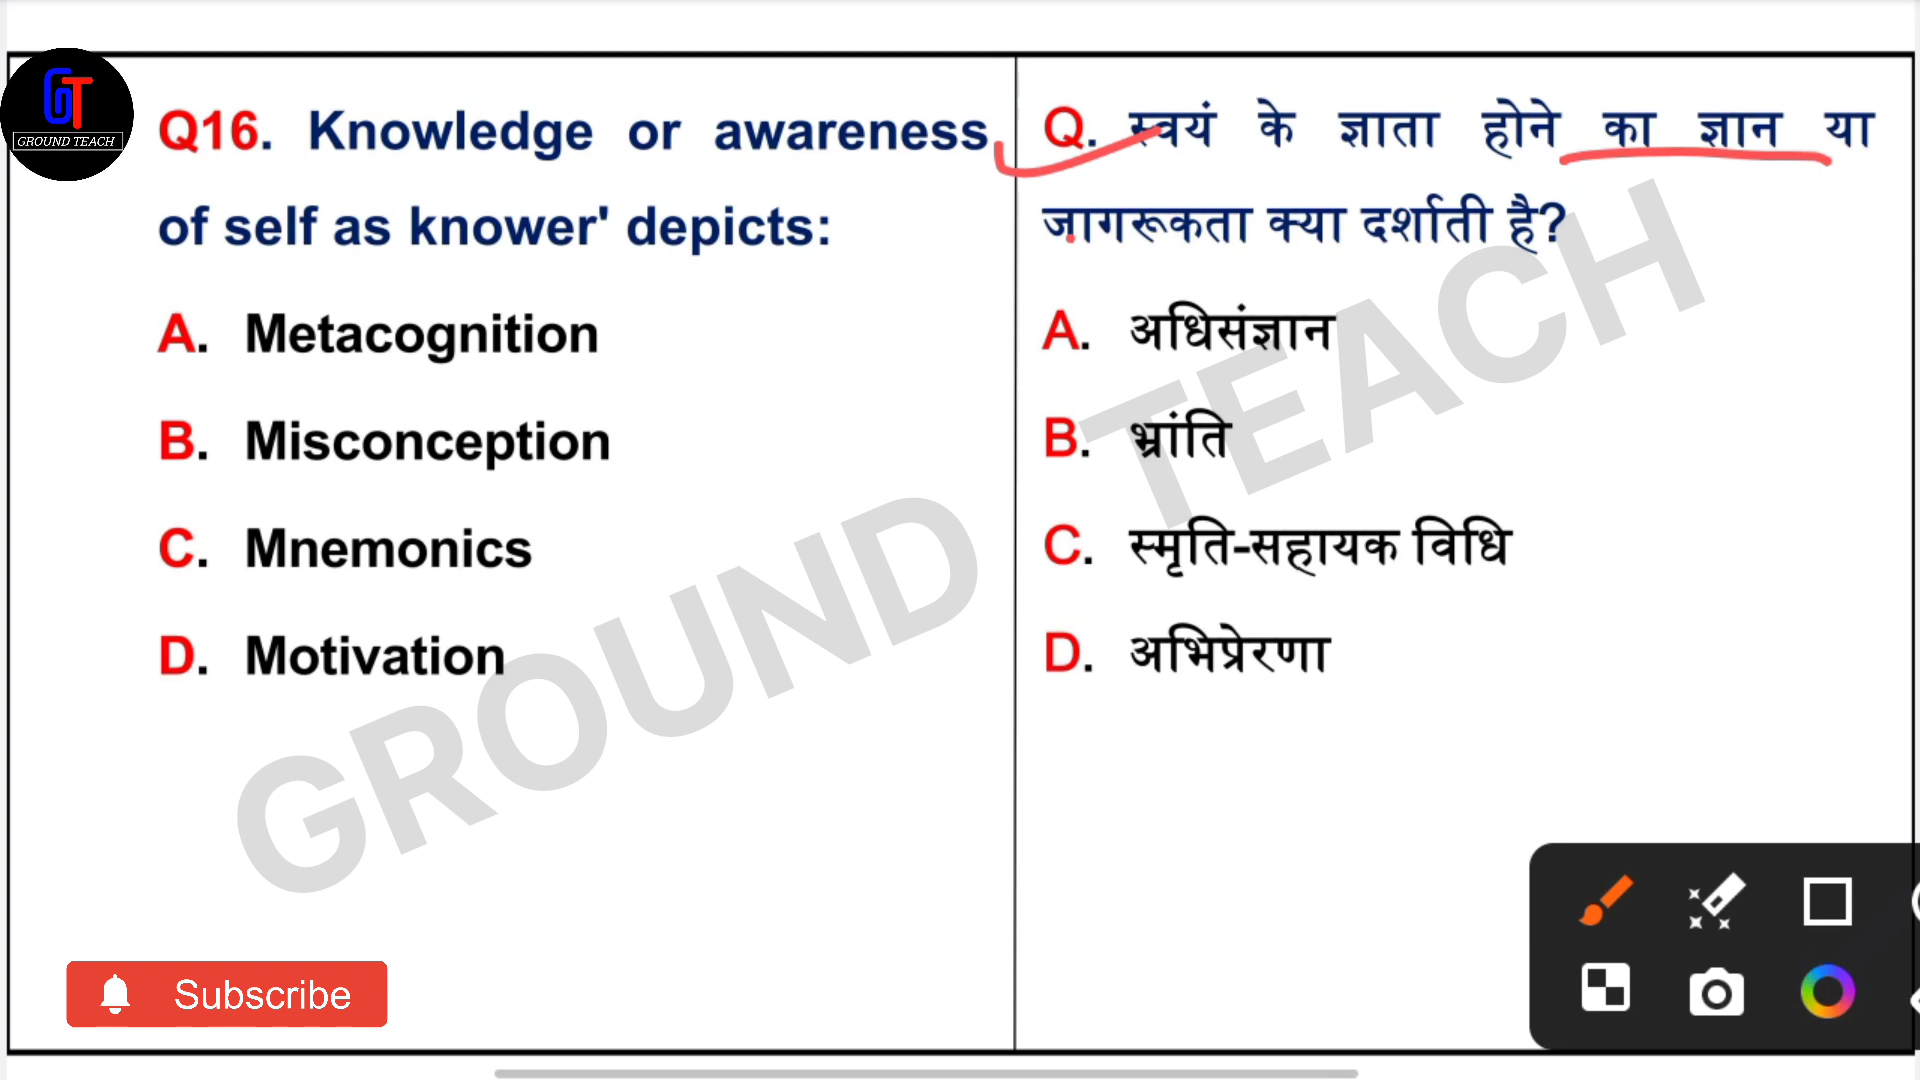 GT
GROUND TEACH
Q16. Knowledge or awareness
of self as knower' depicts:
A. Metacognition
B. Misconception
C. Mnemonics
D. Motivation
Q. स्वयं के ज्ञाता होने का ज्ञान या
जागरूकता क्या दर्शाती है?
A. अधिसंज्ञान
B. भ्रांति
C. स्मृति-सहायक विधि
D. अभिप्रेरणा
GROUND TEACH
Subscribe